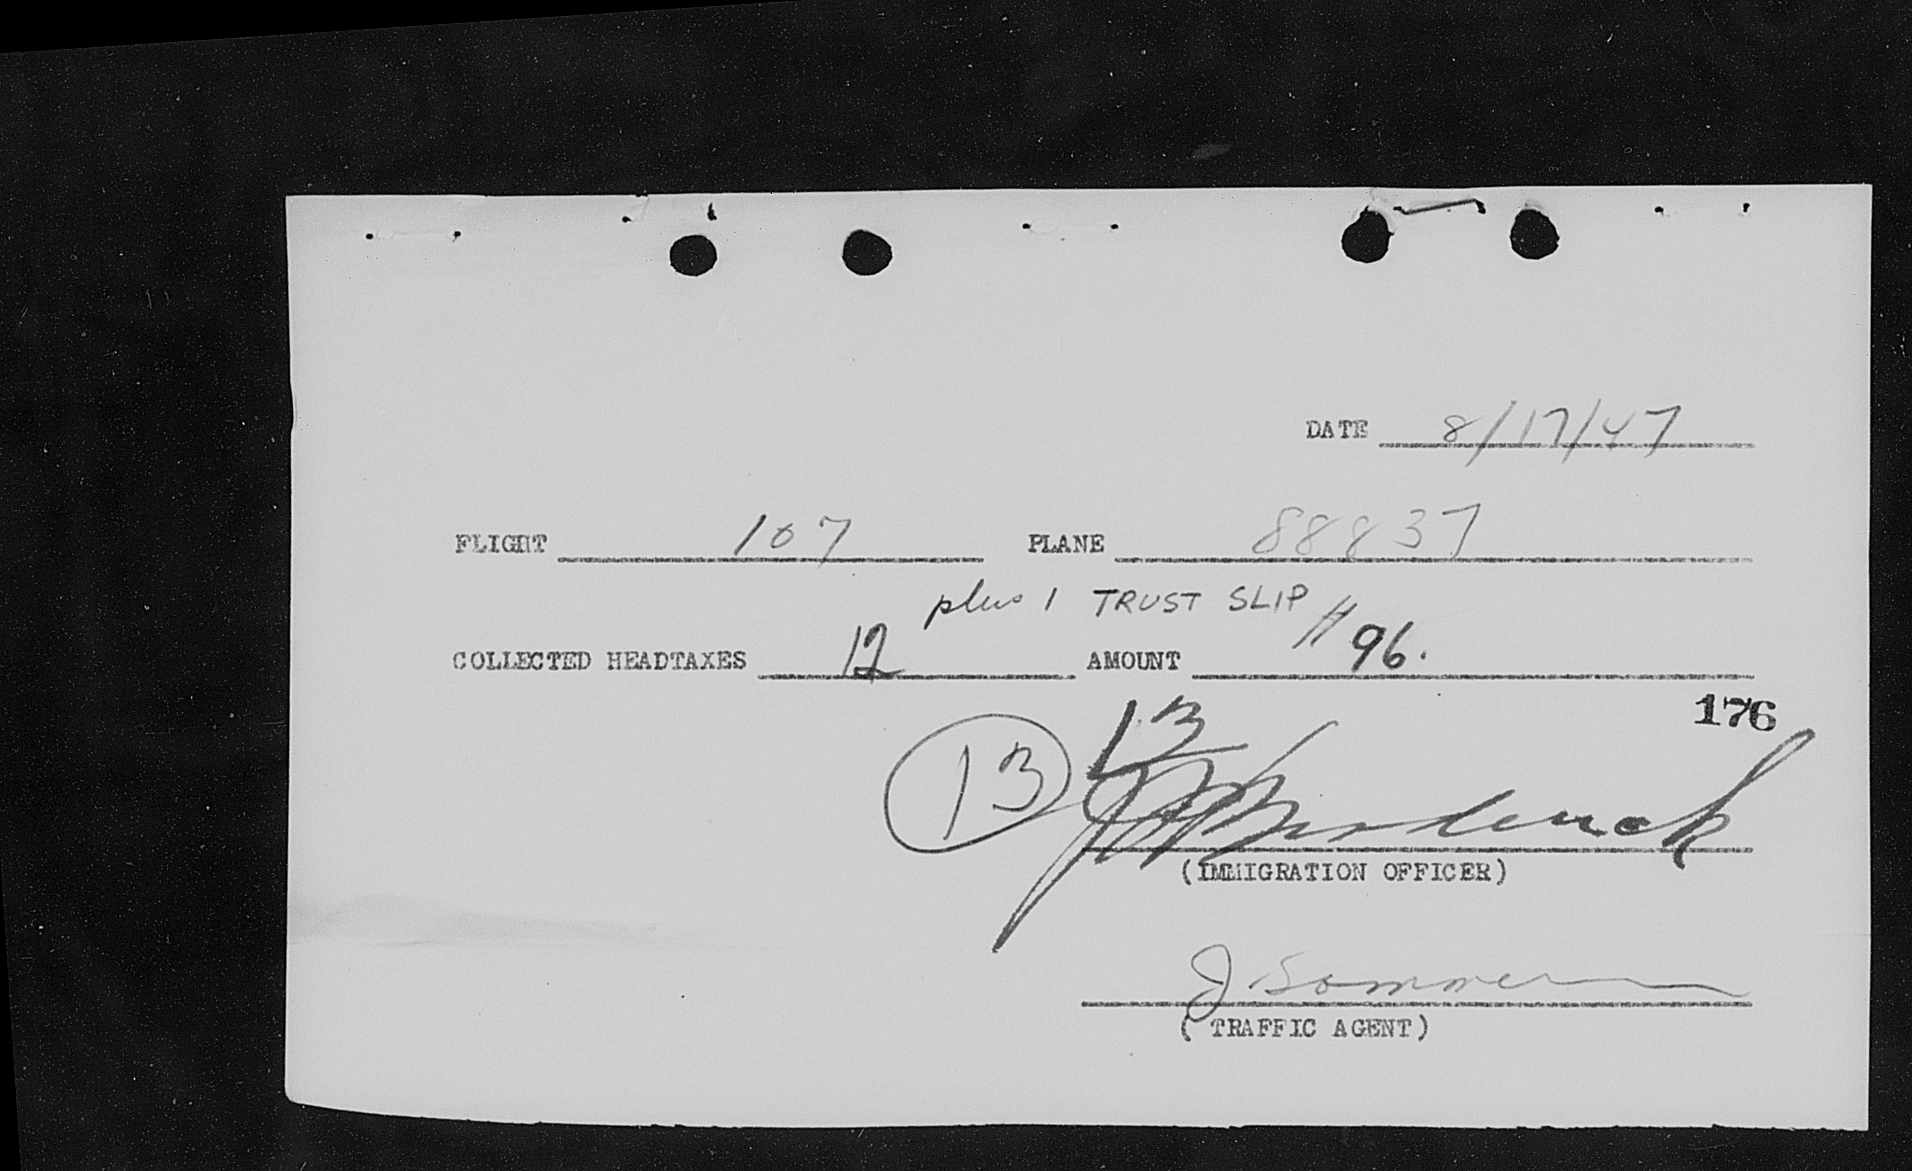 DATE 8/17/47
FLIGHT 107 PLANE 88837
plus 1 TRUST SLIP
COLLECTED HEADTAXES 12 AMOUNT # 96.
176
13
13
(IMMIGRATION OFFICER)
J Sommer
( TRAFFIC AGENT)